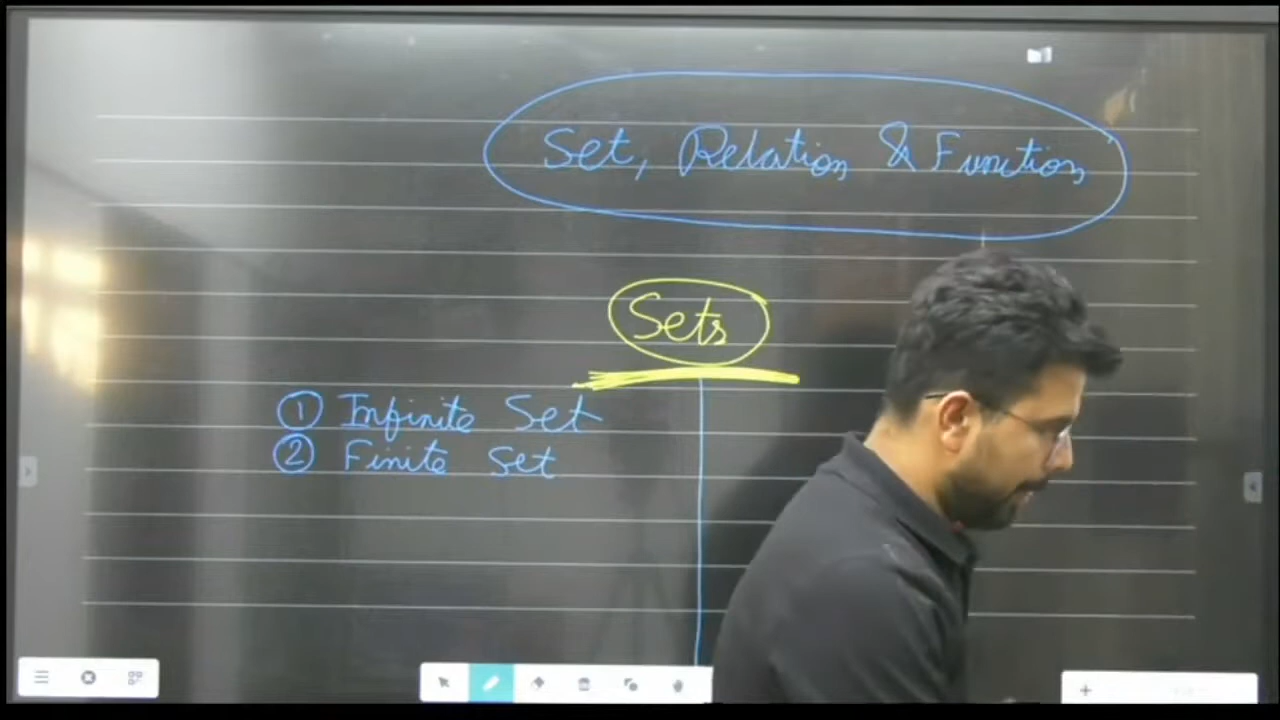 Set, Relation & Function
Sets
① Infinite Set
② Finite Set